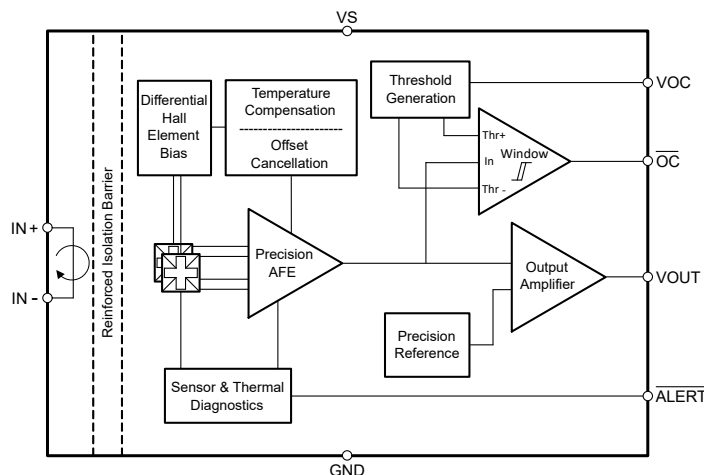 VS
Differential
Hall
Element
Bias
Temperature
Compensation
Offset
Cancellation
Threshold
Generation
VOC
Thr+
In
Window
Thr -
OC
Reinforced Isolation Barrier
IN +
IN -
Precision
AFE
Output
Amplifier
VOUT
Precision
Reference
Sensor & Thermal
Diagnostics
ALERT
GND